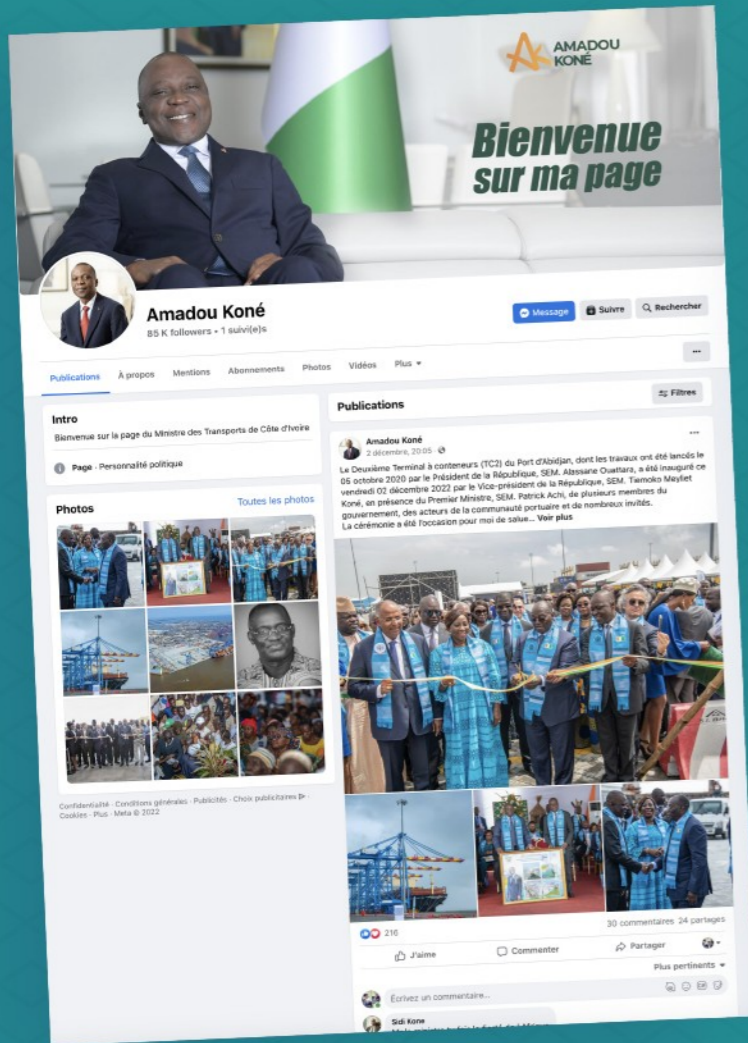 AMADOU
KONÉ
Bienvenue
sur ma page
Amadou Koné
85 K followers • 1 suivi(e)s
Message
Suivre
Rechercher
Publications
À propos
Mentions
Abonnements
Photos
Vidéos
Plus
Intro
Bienvenue sur la page du Ministre des Transports de Côte d'Ivoire
Page · Personnalité politique
Photos
Toutes les photos
Confidentialité · Conditions générales · Publicités · Choix publicitaires ·
Cookies · Plus · Meta © 2022
Publications
Filtres
Amadou Koné
2 décembre, 20:05 ·
Le Deuxième Terminal à conteneurs (TC2) du Port d'Abidjan, dont les travaux ont été lancés le
05 octobre 2020 par le Président de la République, SEM. Alassane Ouattara, a été inauguré ce
vendredi 02 décembre 2022 par le Vice-président de la République, SEM. Tiemoko Meyliet
Koné, en présence du Premier Ministre, SEM. Patrick Achi, de plusieurs membres du
gouvernement, des acteurs de la communauté portuaire et de nombreux invités.
La cérémonie a été l'occasion pour moi de salue... Voir plus
216
30 commentaires 24 partages
J'aime
Commenter
Partager
Plus pertinents
Écrivez un commentaire...
Sidi Kone